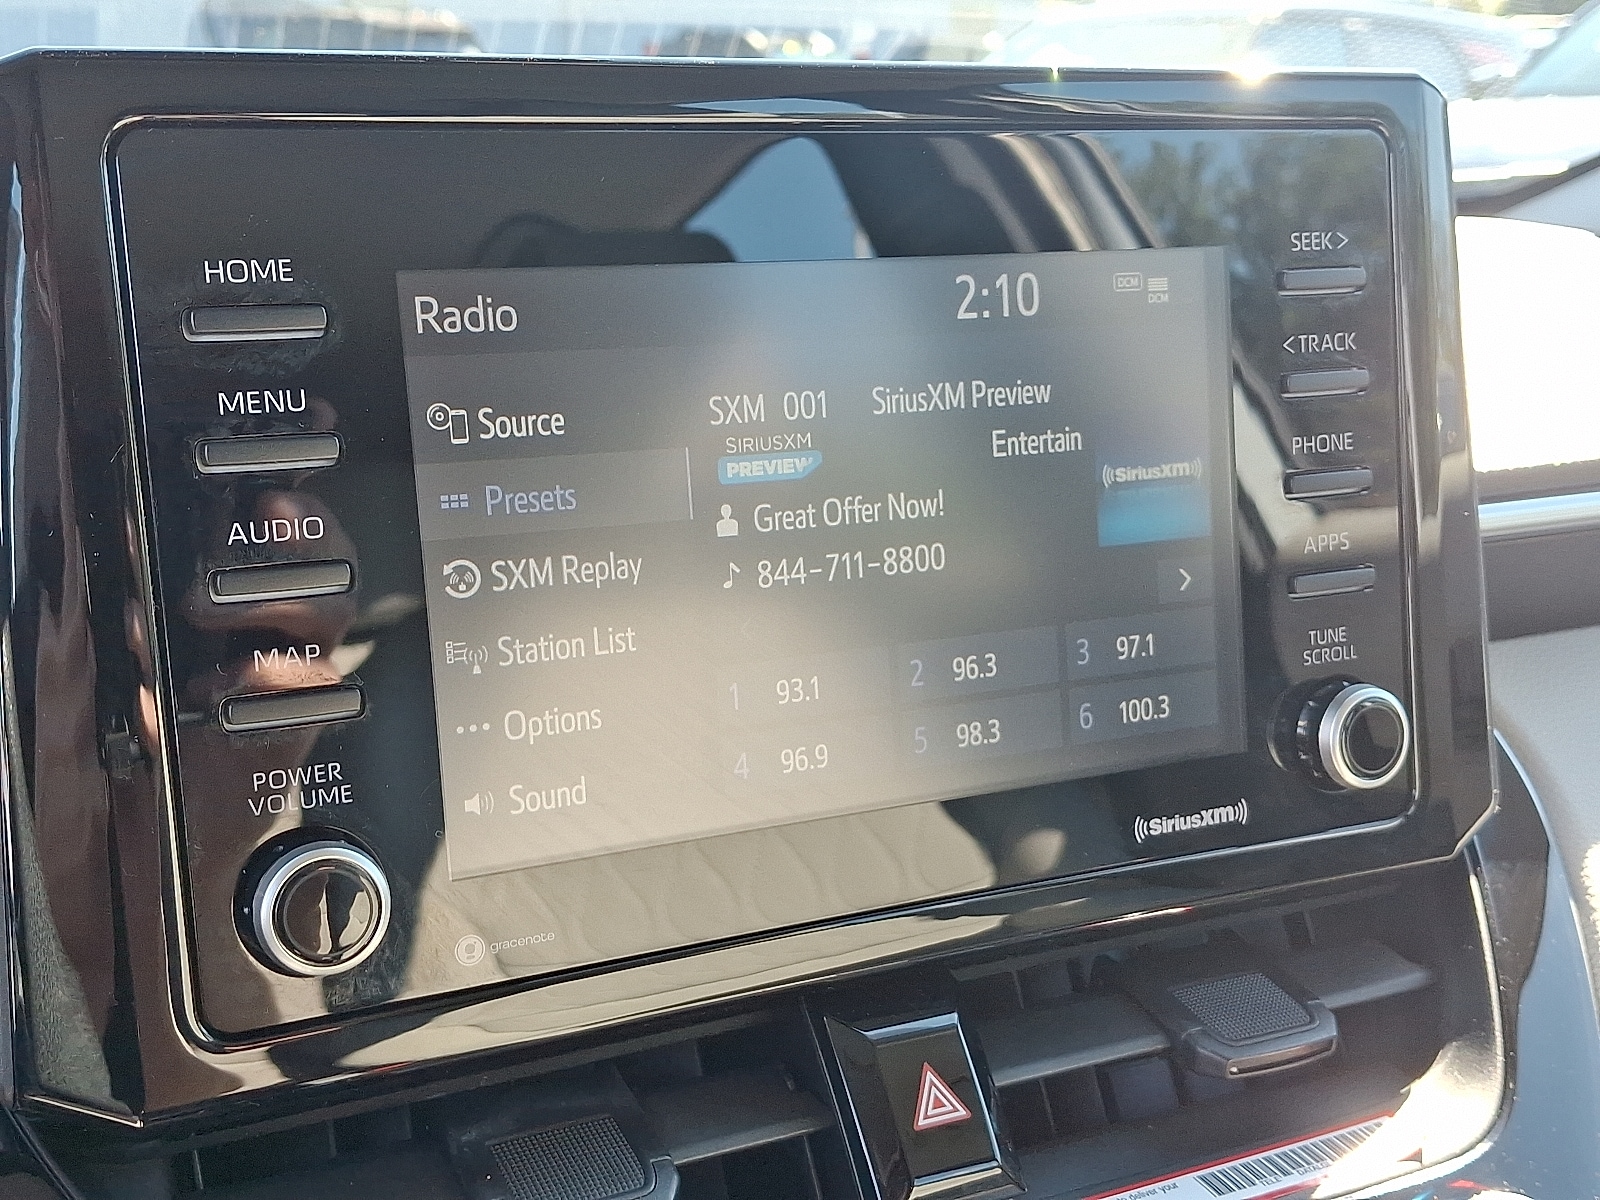 HOME
MENU
AUDIO
MAP
POWER
VOLUME
Radio
2:10
DCM
DCM
Source
Presets
SXM Replay
Station List
Options
Sound
SXM 001
SiriusXM Preview
SIRIUSXM
PREVIEW
Entertain
((SiriusXM))
Great Offer Now!
844-711-8800
1 93.1
2 96.3
3 97.1
4 96.9
5 98.3
6 100.3
SEEK >
< TRACK
PHONE
APPS
TUNE
SCROLL
((SiriusXM))
gracenote
deliver your